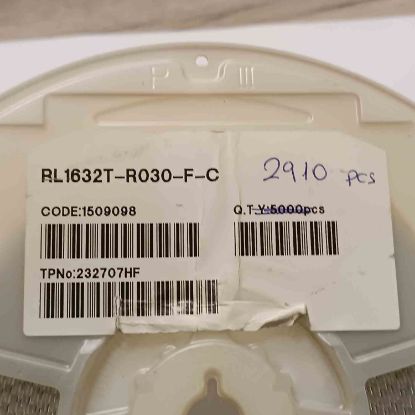 RL1632T-R030-F-C
2910 pcs
CODE:1509098
Q.T.Y:5000pcs
TPNo:232707HF